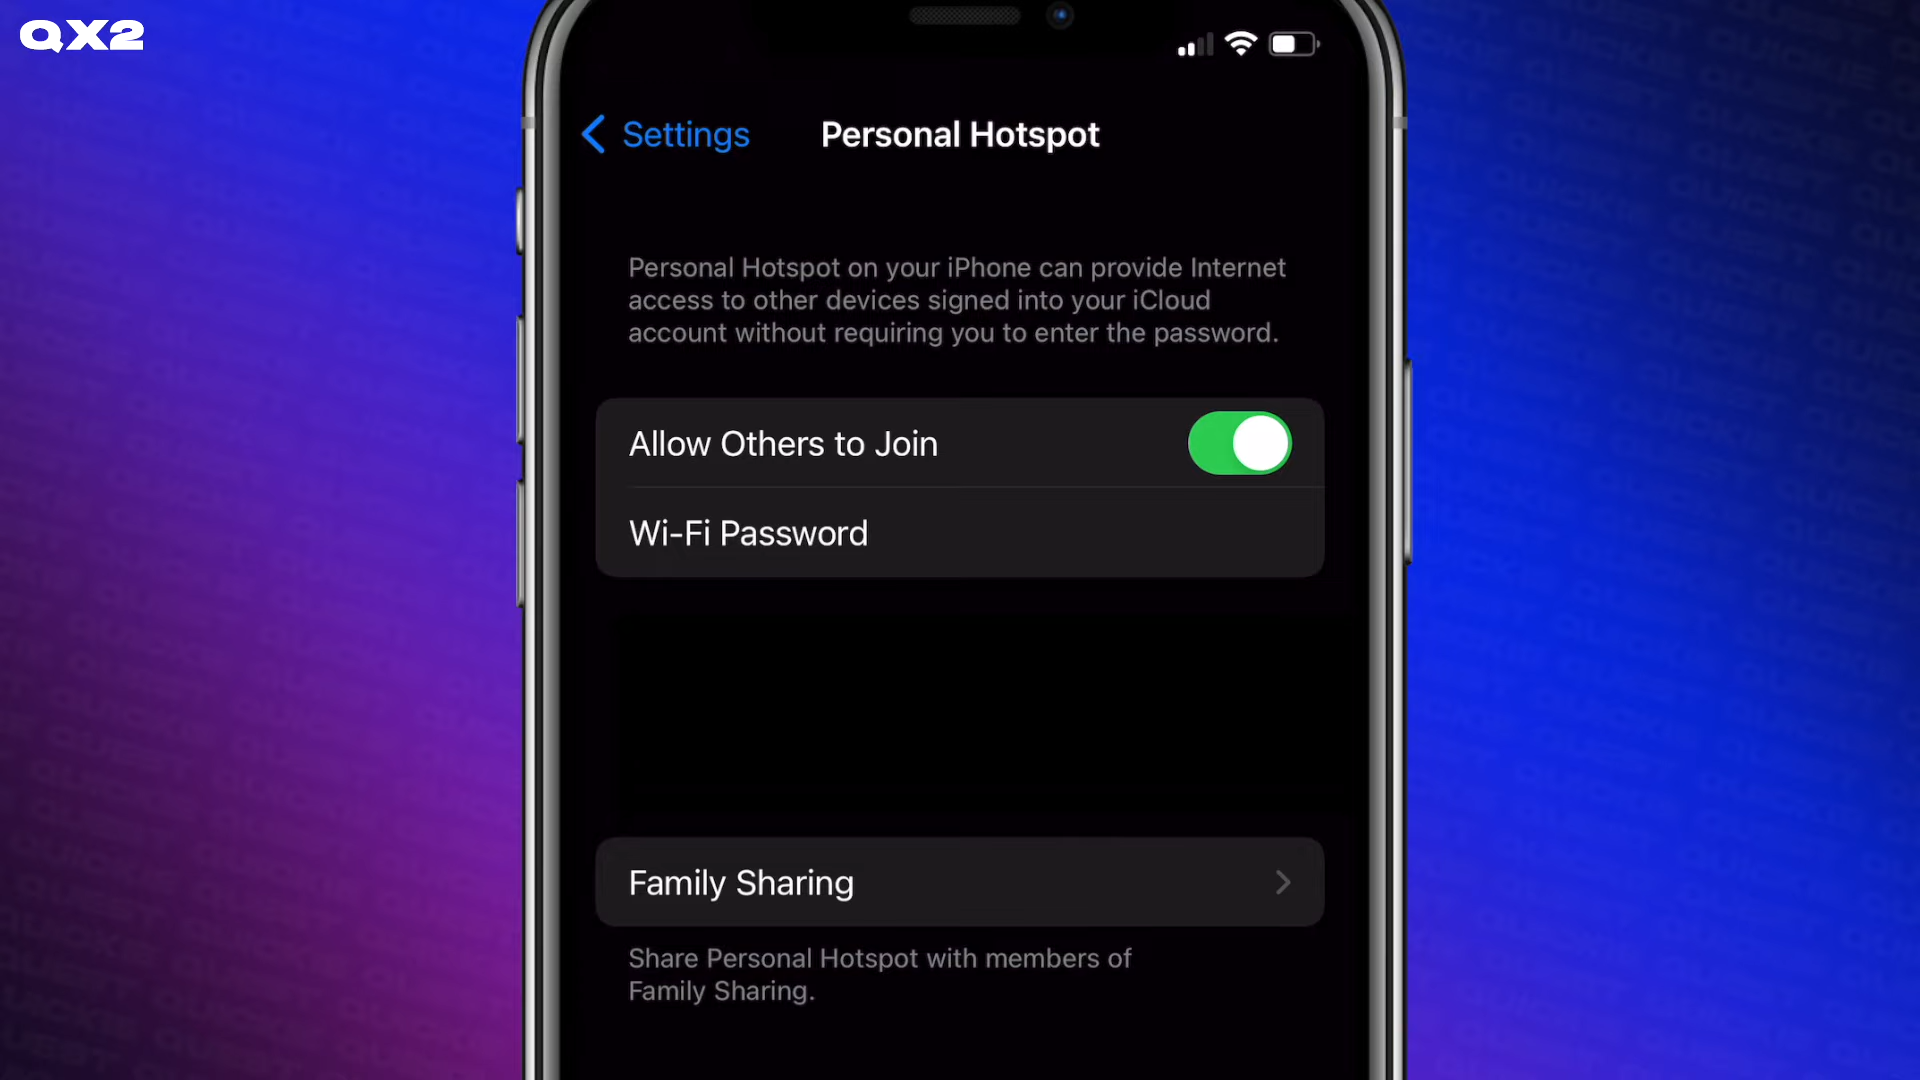 QX2
Settings
Personal Hotspot
Personal Hotspot on your iPhone can provide Internet
access to other devices signed into your iCloud
account without requiring you to enter the password.
Allow Others to Join
Wi-Fi Password
Family Sharing
Share Personal Hotspot with members of
Family Sharing.